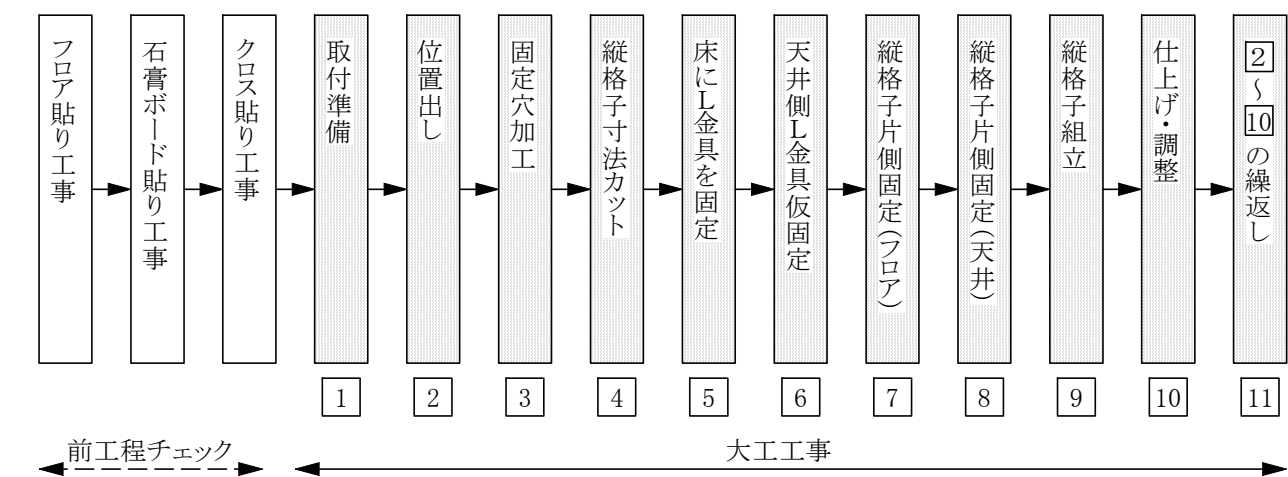 フロア貼り工事
石膏ボード貼り工事
クロス貼り工事
取付準備
位置出し
固定穴加工
縦格子寸法カット
床にL金具を固定
天井側L金具仮固定
縦格子片側固定(フロア)
縦格子片側固定(天井)
縦格子組立
仕上げ・調整
2~10の繰返し
1
2
3
4
5
6
7
8
9
10
11
前工程チェック
大工工事